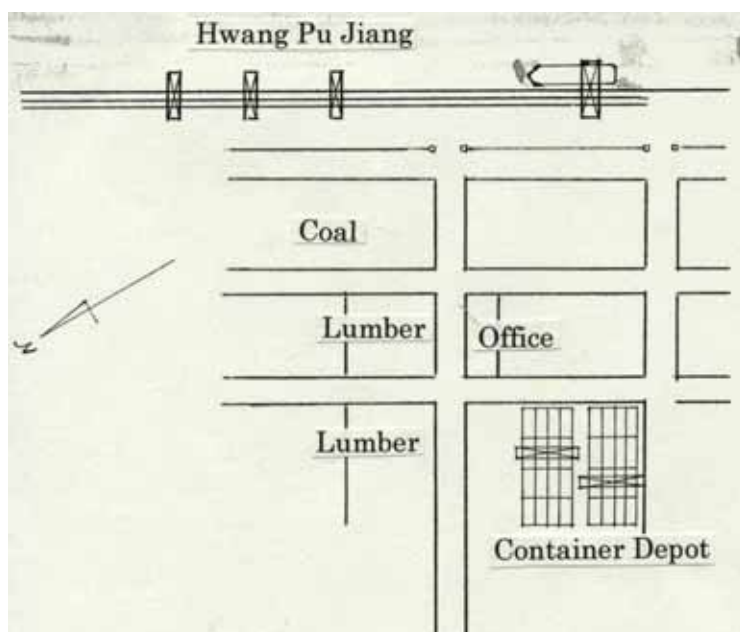 Hwang Pu Jiang
Coal
Lumber
Office
Lumber
Container Depot
N